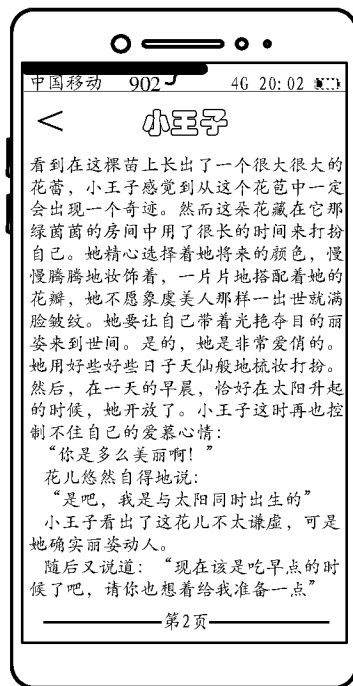 中国移动 902 4G 20:02
<
小王子
看到在这棵苗上长出了一个很大很大的
花蕾，小王子感觉到从这个花苞中一定
会出现一个奇迹。然而这朵花藏在它那
绿茵茵的房间中用了很长的时间来打扮
自己。她精心选择着她将来的颜色，慢
慢腾腾地妆饰着，一片片地搭配着她的
花瓣，她不愿象虞美人那样一出世就满
脸皱纹。她要让自己带着光艳夺目的丽
姿来到世间。是的，她是非常爱俏的。
她用好些好些日子天仙般地梳妆打扮。
然后，在一天的早晨，恰好在太阳升起
的时候，她开放了。小王子这时再也控
制不住自己的爱慕心情：
“你是多么美丽啊！”
花儿悠然自得地说：
“是吧，我是与太阳同时出生的”
小王子看出了这花儿不太谦虚，可是
她确实丽姿动人。
随后又说道：“现在该是吃早点的时
候了吧，请你也想着给我准备一点”
第2页